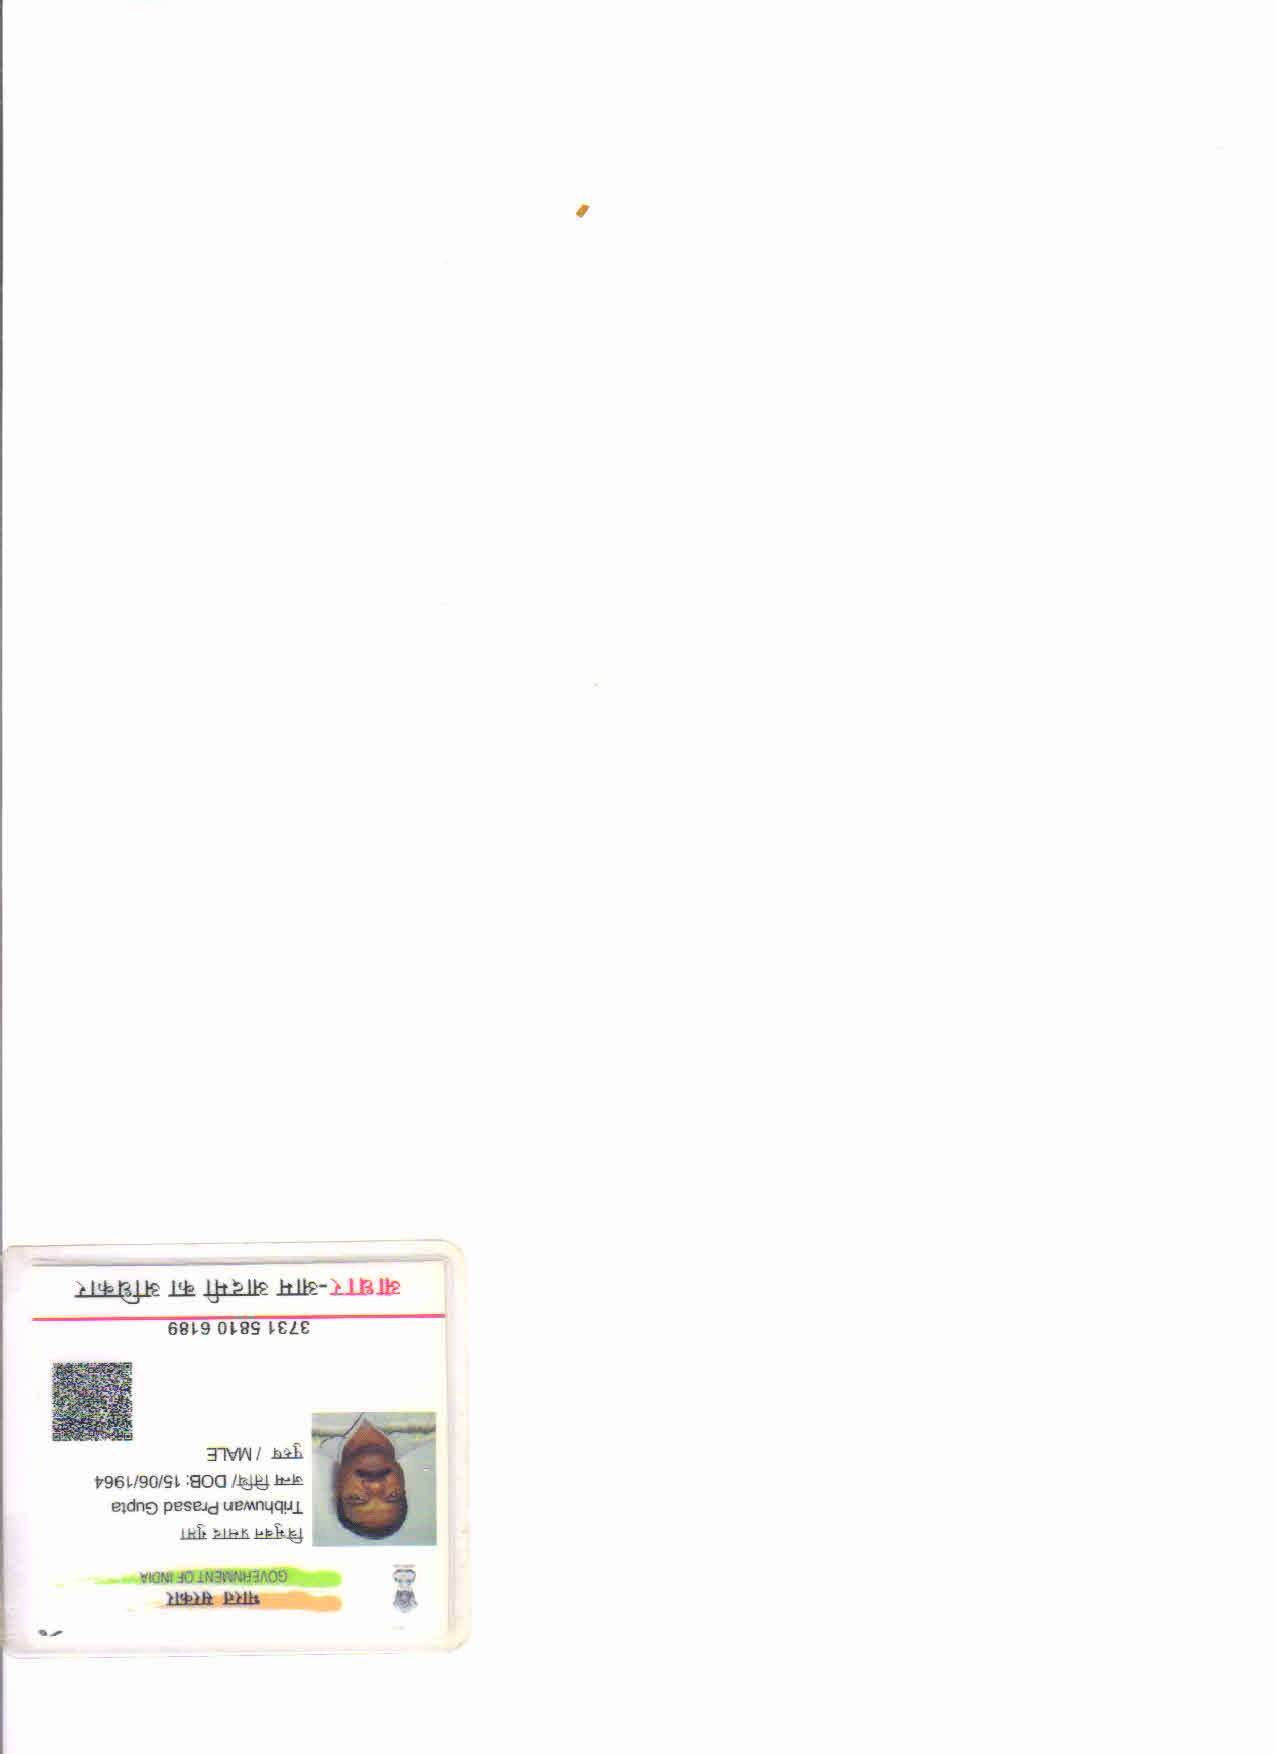 भारत सरकार
GOVERNMENT OF INDIA
त्रिभुवन प्रसाद गुप्ता
Tribhuwan Prasad Gupta
जन्म तिथि/ DOB: 15/06/1964
पुरुष / MALE
3731 5810 6189
आधार-आम आदमी का अधिकार